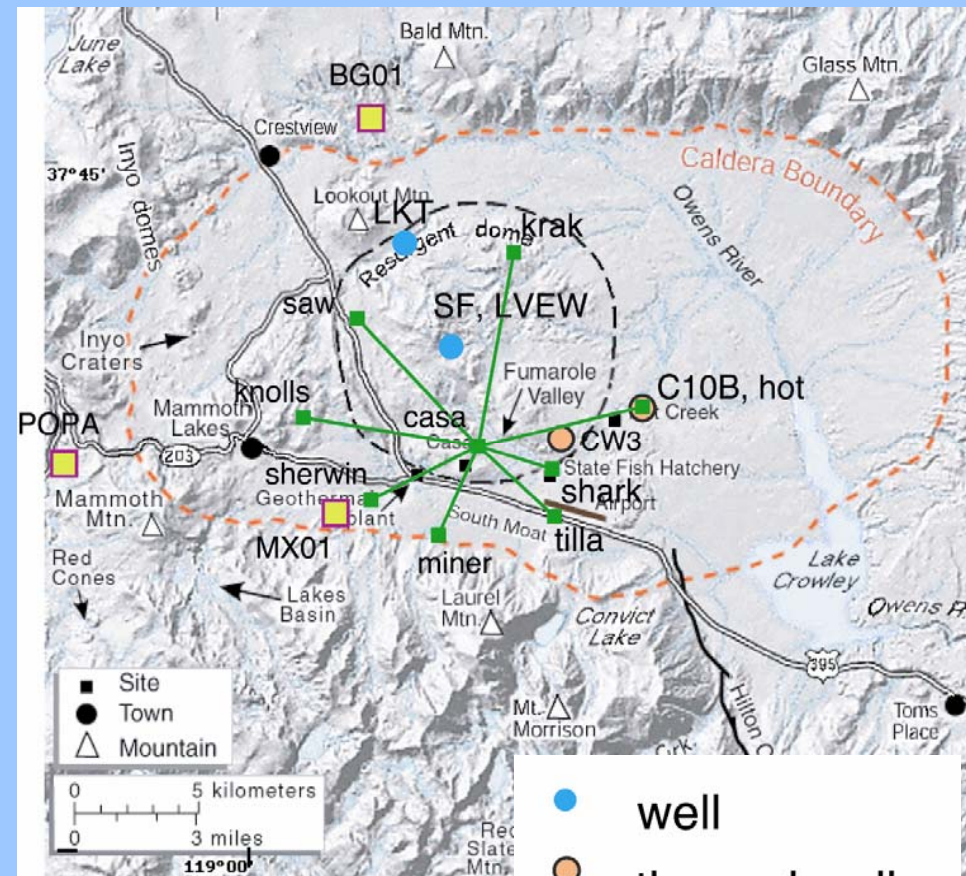 June
Lake
Bald Mtn.
Glass Mtn.
BG01
Crestview
Caldera Boundary
37°45'
Inyo domes
Lookout Mtn.
LKT
Resurgent dome
krak
Owens River
saw
SF, LVEW
Inyo
Craters
Fumarole
Valley
knolls
C10B, hot
Creek
Mammoth
Lakes
casa
CW3
POPA
203
sherwin
State Fish Hatchery
shark
Airport
Mammoth
Mtn.
Geothermal
plant
South Moat
tilla
MX01
miner
Red
Cones
Lakes
Basin
Laurel
Mtn.
Convict
Lake
Lake
Crowley
Owens
395
Site
Town
Mountain
Mt.
Morrison
Hilton
Toms
Place
0 5 kilometers
0 3 miles
119°00'
Red
Slate
Mtn.
well